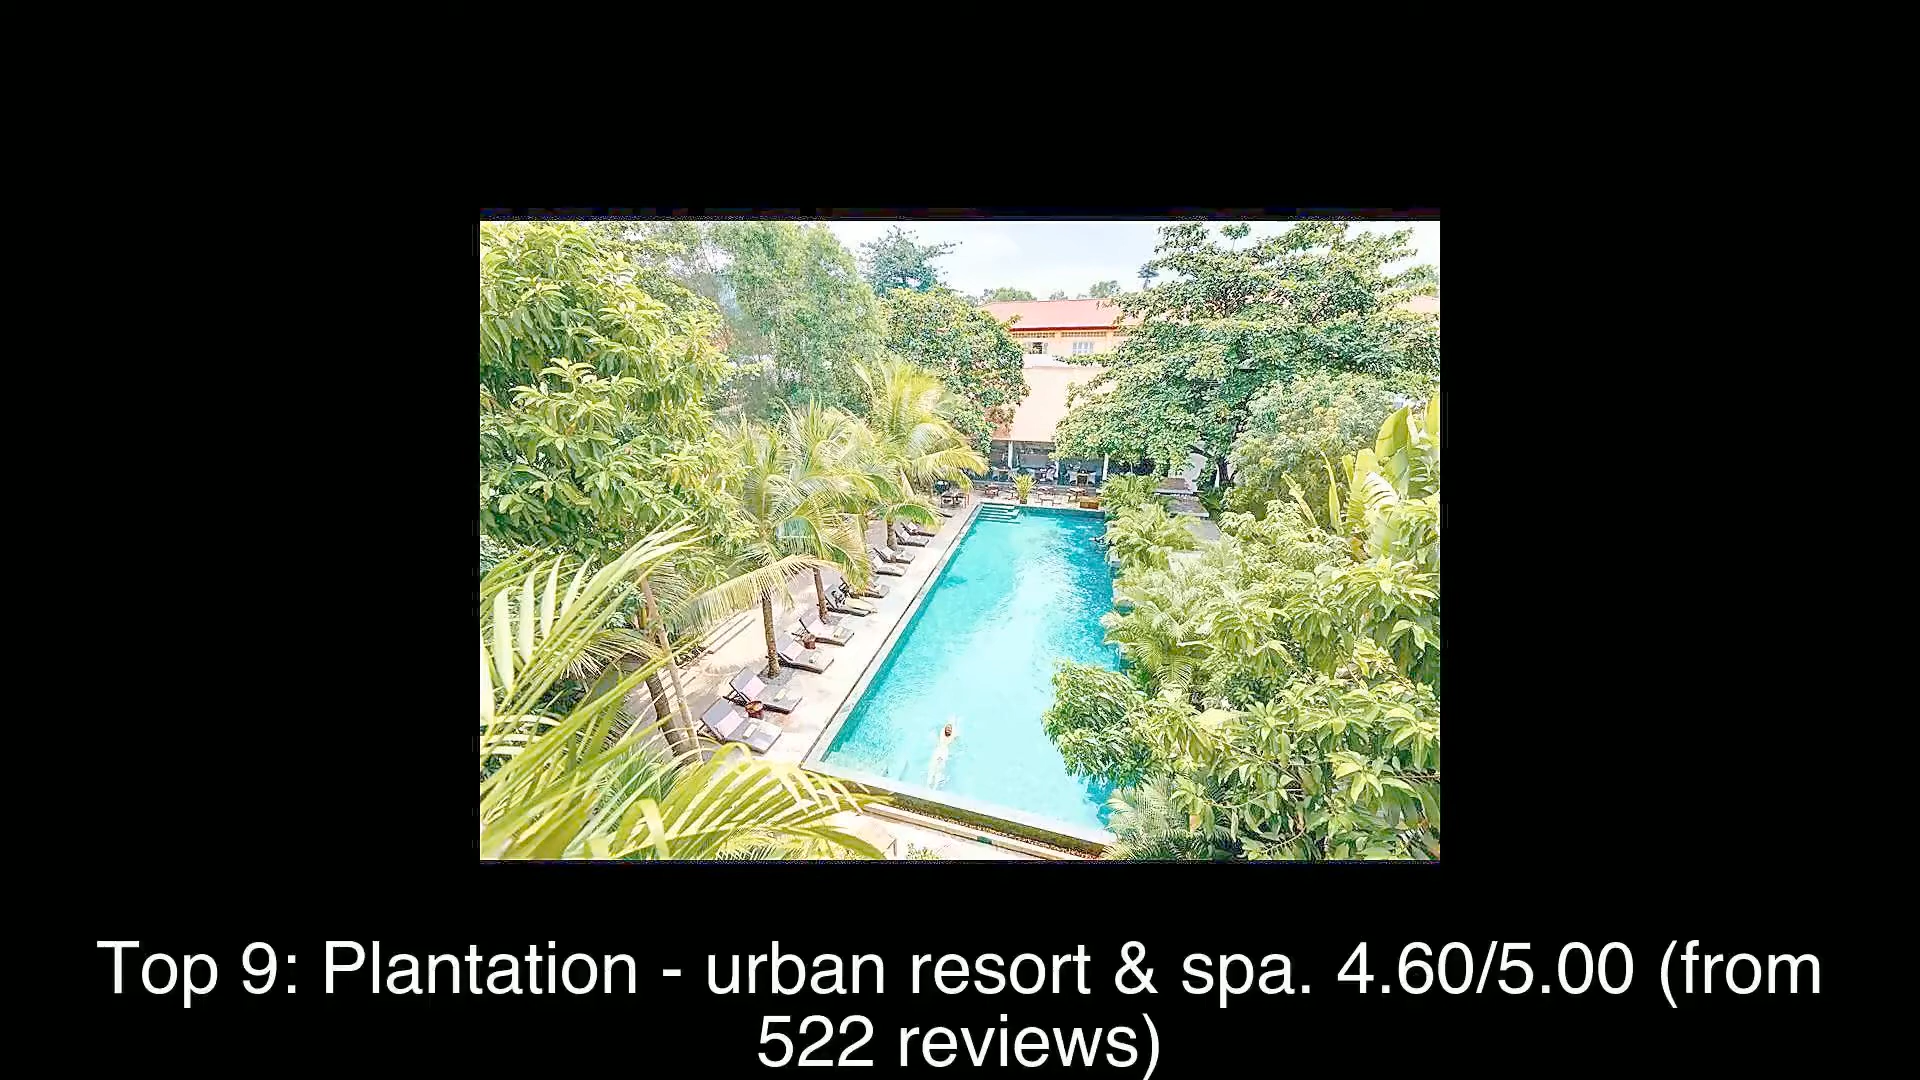 Top 9: Plantation - urban resort & spa. 4.60/5.00 (from
522 reviews)